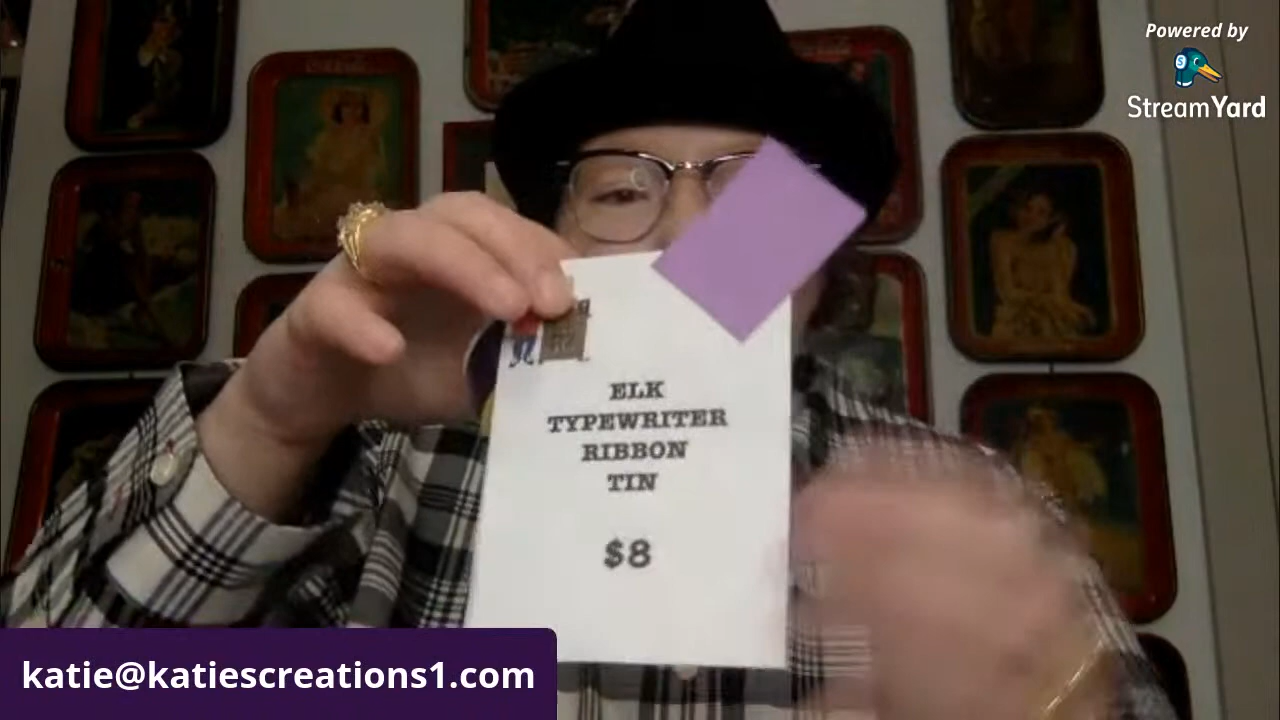 Powered by
StreamYard
ELK
TYPEWRITER
RIBBON
TIN
$8
katie@katiescreations1.com